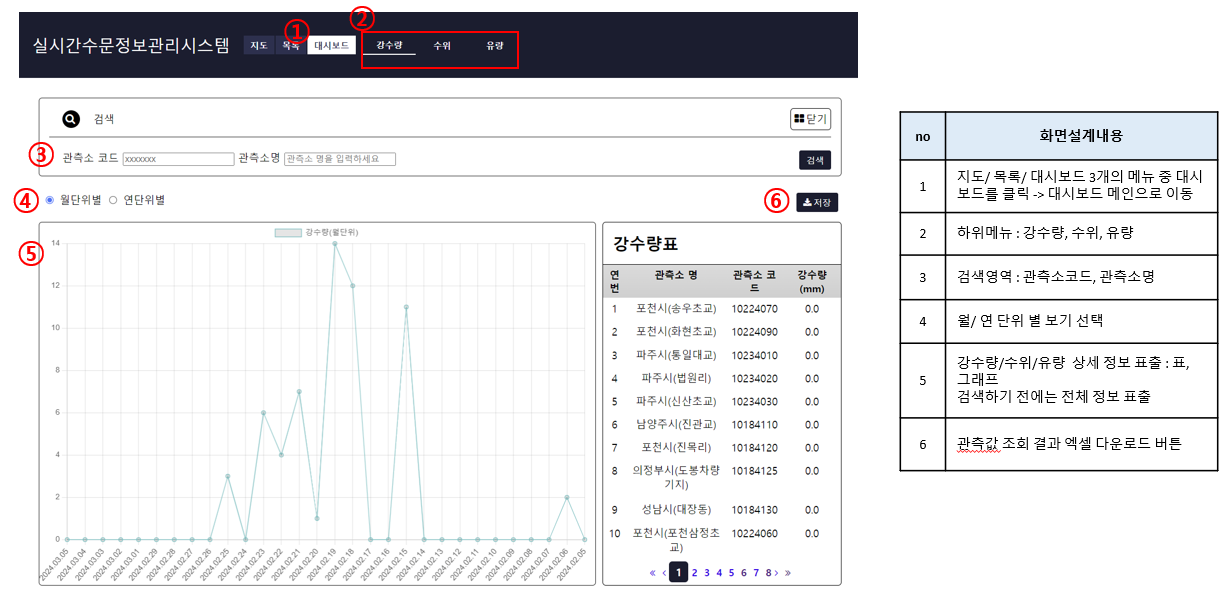 ①
②
실시간수문정보관리시스템 지도 목록 대시보드 강수량 수위 유량
검색
닫기
③
관측소 코드 xxxxxxx 관측소명 관측소 명을 입력하세요 검색
④ 월단위별 연단위별 ⑥ 저장
⑤
강수량(월단위)
14
12
10
8
6
4
2
0
2024.03.05 2024.03.04 2024.03.03 2024.03.02 2024.03.01 2024.02.29 2024.02.28 2024.02.27 2024.02.26 2024.02.25 2024.02.24 2024.02.23 2024.02.22 2024.02.21 2024.02.20 2024.02.19 2024.02.18 2024.02.17 2024.02.16 2024.02.15 2024.02.14 2024.02.13 2024.02.12 2024.02.11 2024.02.10 2024.02.09 2024.02.08 2024.02.07 2024.02.06 2024.02.05
강수량표
연 관측소 명 관측소 코 강수량
번 드 (mm)
1 포천시(송우초교) 10224070 0.0
2 포천시(화현초교) 10224090 0.0
3 파주시(통일대교) 10234010 0.0
4 파주시(법원리) 10234020 0.0
5 파주시(신산초교) 10234030 0.0
6 남양주시(진관교) 10184110 0.0
7 포천시(진목리) 10184120 0.0
8 의정부시(도봉차량 10184125 0.0
기지)
9 성남시(대장동) 10184130 0.0
10 포천시(포천삼정초 10224060 0.0
교)
« ‹ 1 2 3 4 5 6 7 8 › »
no 화면설계내용
1 지도/ 목록/ 대시보드 3개의 메뉴 중 대시
보드를 클릭 -> 대시보드 메인으로 이동
2 하위메뉴 : 강수량, 수위, 유량
3 검색영역 : 관측소코드, 관측소명
4 월/ 연 단위 별 보기 선택
5 강수량/수위/유량 상세 정보 표출 : 표,
그래프
검색하기 전에는 전체 정보 표출
6 관측값 조회 결과 엑셀 다운로드 버튼